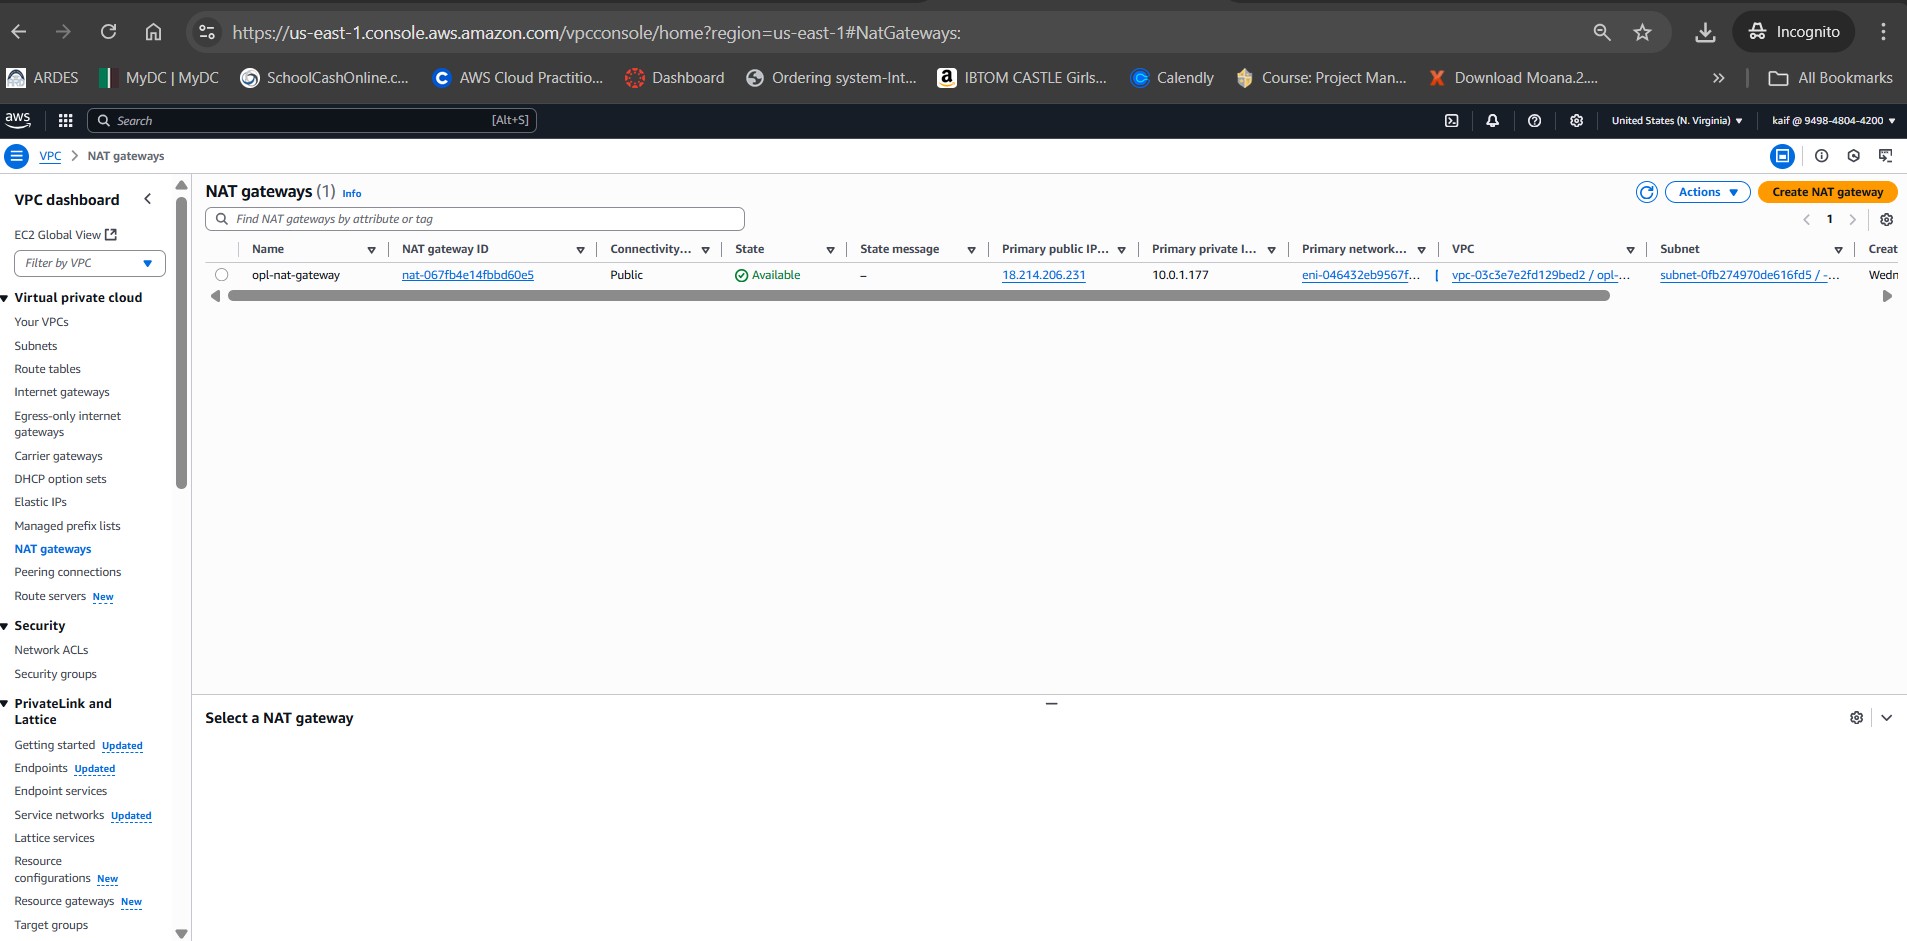 https://us-east-1.console.aws.amazon.com/vpcconsole/home?region=us-east-1#NatGateways:
Incognito
ARDES
MyDC | MyDC
SchoolCashOnline.c...
AWS Cloud Practitio...
Dashboard
Ordering system-Int...
IBTOM CASTLE Girls...
Calendly
Course: Project Man...
Download Moana.2....
»
All Bookmarks
aws
Search
[Alt+S]
United States (N. Virginia)
kaif @ 9498-4804-4200
VPC > NAT gateways
VPC dashboard
EC2 Global View
Filter by VPC
Virtual private cloud
Your VPCs
Subnets
Route tables
Internet gateways
Egress-only internet
gateways
Carrier gateways
DHCP option sets
Elastic IPs
Managed prefix lists
NAT gateways
Peering connections
Route servers New
Security
Network ACLs
Security groups
PrivateLink and
Lattice
Getting started Updated
Endpoints Updated
Endpoint services
Service networks Updated
Lattice services
Resource
configurations New
Resource gateways New
Target groups
NAT gateways (1) Info
Actions
Create NAT gateway
Find NAT gateways by attribute or tag
1
Name NAT gateway ID Connectivity... State State message Primary public IP... Primary private I... Primary network... VPC Subnet Creat
opl-nat-gateway nat-067fb4e14fbbd60e5 Public Available – 18.214.206.231 10.0.1.177 eni-046432eb9567f... vpc-03c3e7e2fd129bed2 / opl-... subnet-0fb274970de616fd5 / -... Wedn
Select a NAT gateway